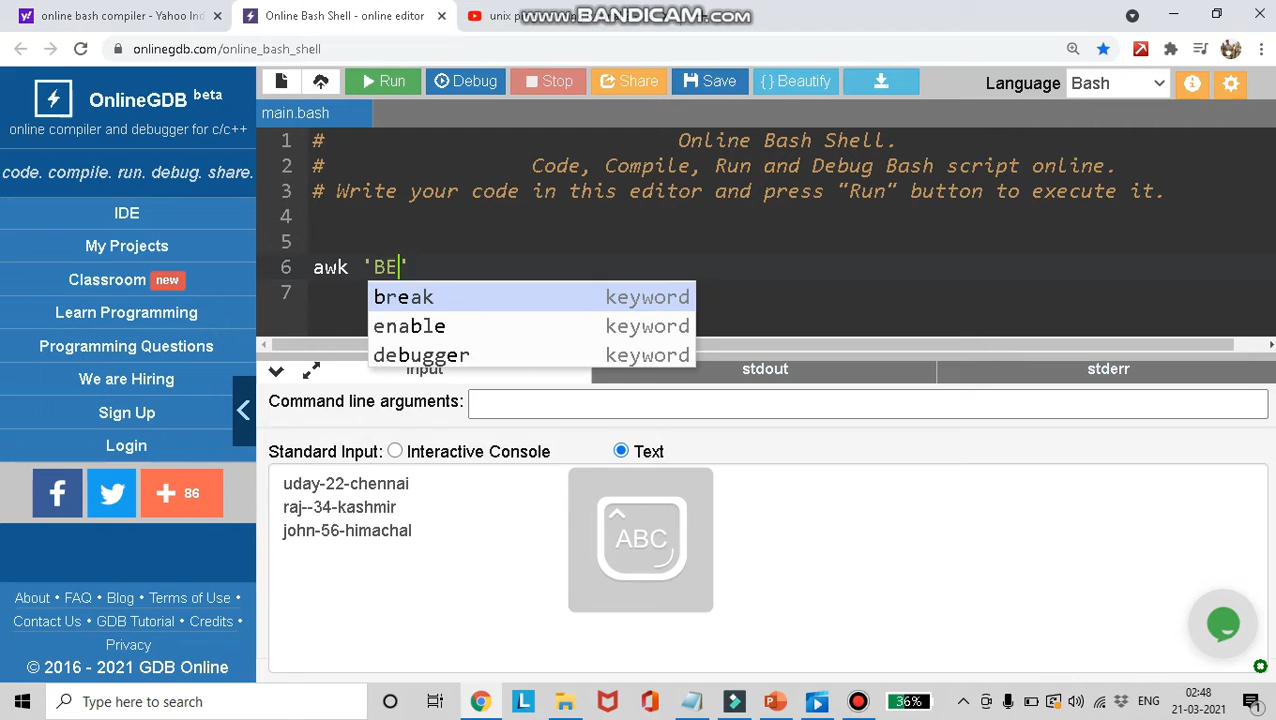 online bash compiler - Yahoo Ind
Online Bash Shell - online editor
unix p
www.BANDICAM.com
onlinegdb.com/online_bash_shell
OnlineGDB beta
online compiler and debugger for c/c++
code. compile. run. debug. share.
IDE
My Projects
Classroom new
Learn Programming
Programming Questions
We are Hiring
Sign Up
Login
86
About • FAQ • Blog • Terms of Use •
Contact Us • GDB Tutorial • Credits •
Privacy
© 2016 - 2021 GDB Online
Run
Debug
Stop
Share
Save
{ } Beautify
Language
Bash
main.bash
1 # Online Bash Shell.
2 # Code, Compile, Run and Debug Bash script online.
3 # Write your code in this editor and press "Run" button to execute it.
4
5
6 awk 'BE'
7
break keyword
enable keyword
debugger keyword
input
stdout
stderr
Command line arguments:
Standard Input:
Interactive Console
Text
uday-22-chennai
raj--34-kashmir
john-56-himachal
ABC
Type here to search
36%
ENG
02:48
21-03-2021